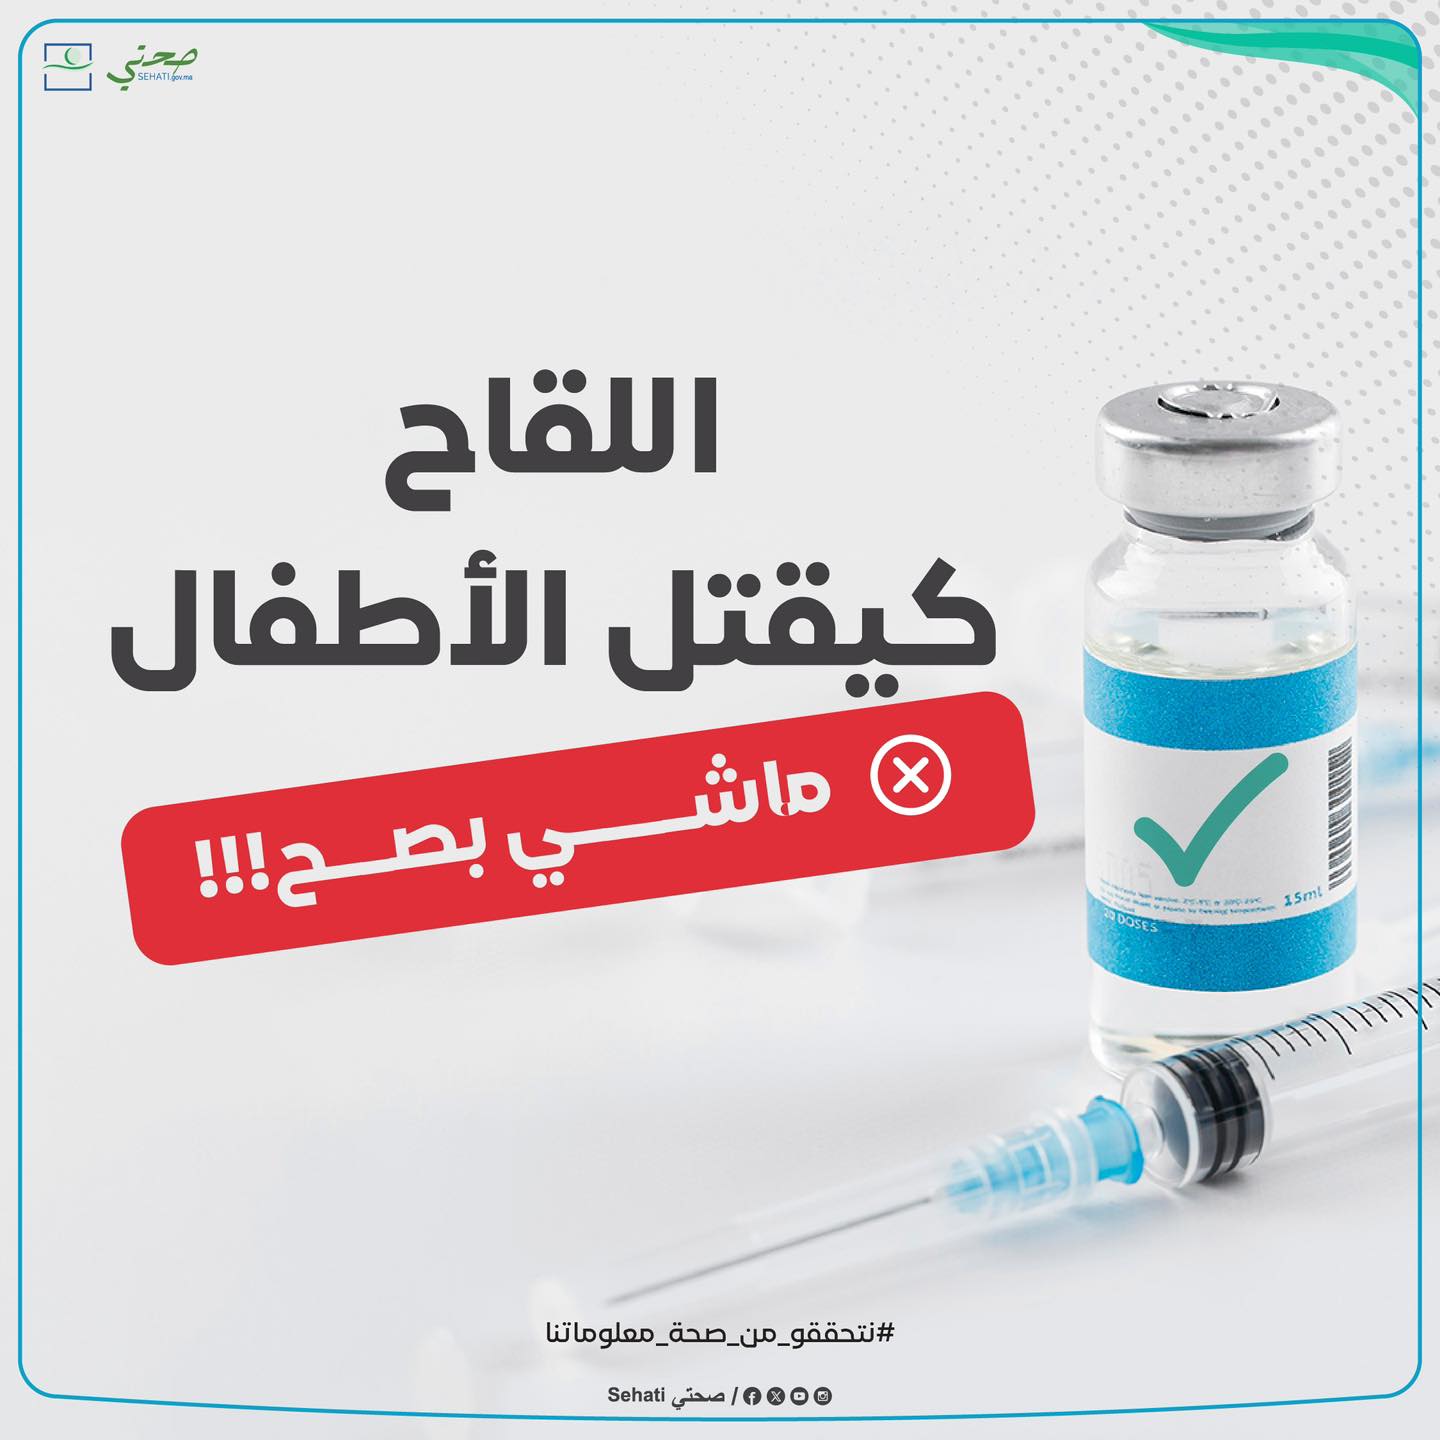 صحتي
SEHATI.gov.ma
اللقاح
كيقتل الأطفال
ماشي بصح!!!
15ml
20 DOSES
#نتحققو_من_صحة_معلوماتنا
Sehati صحتي /